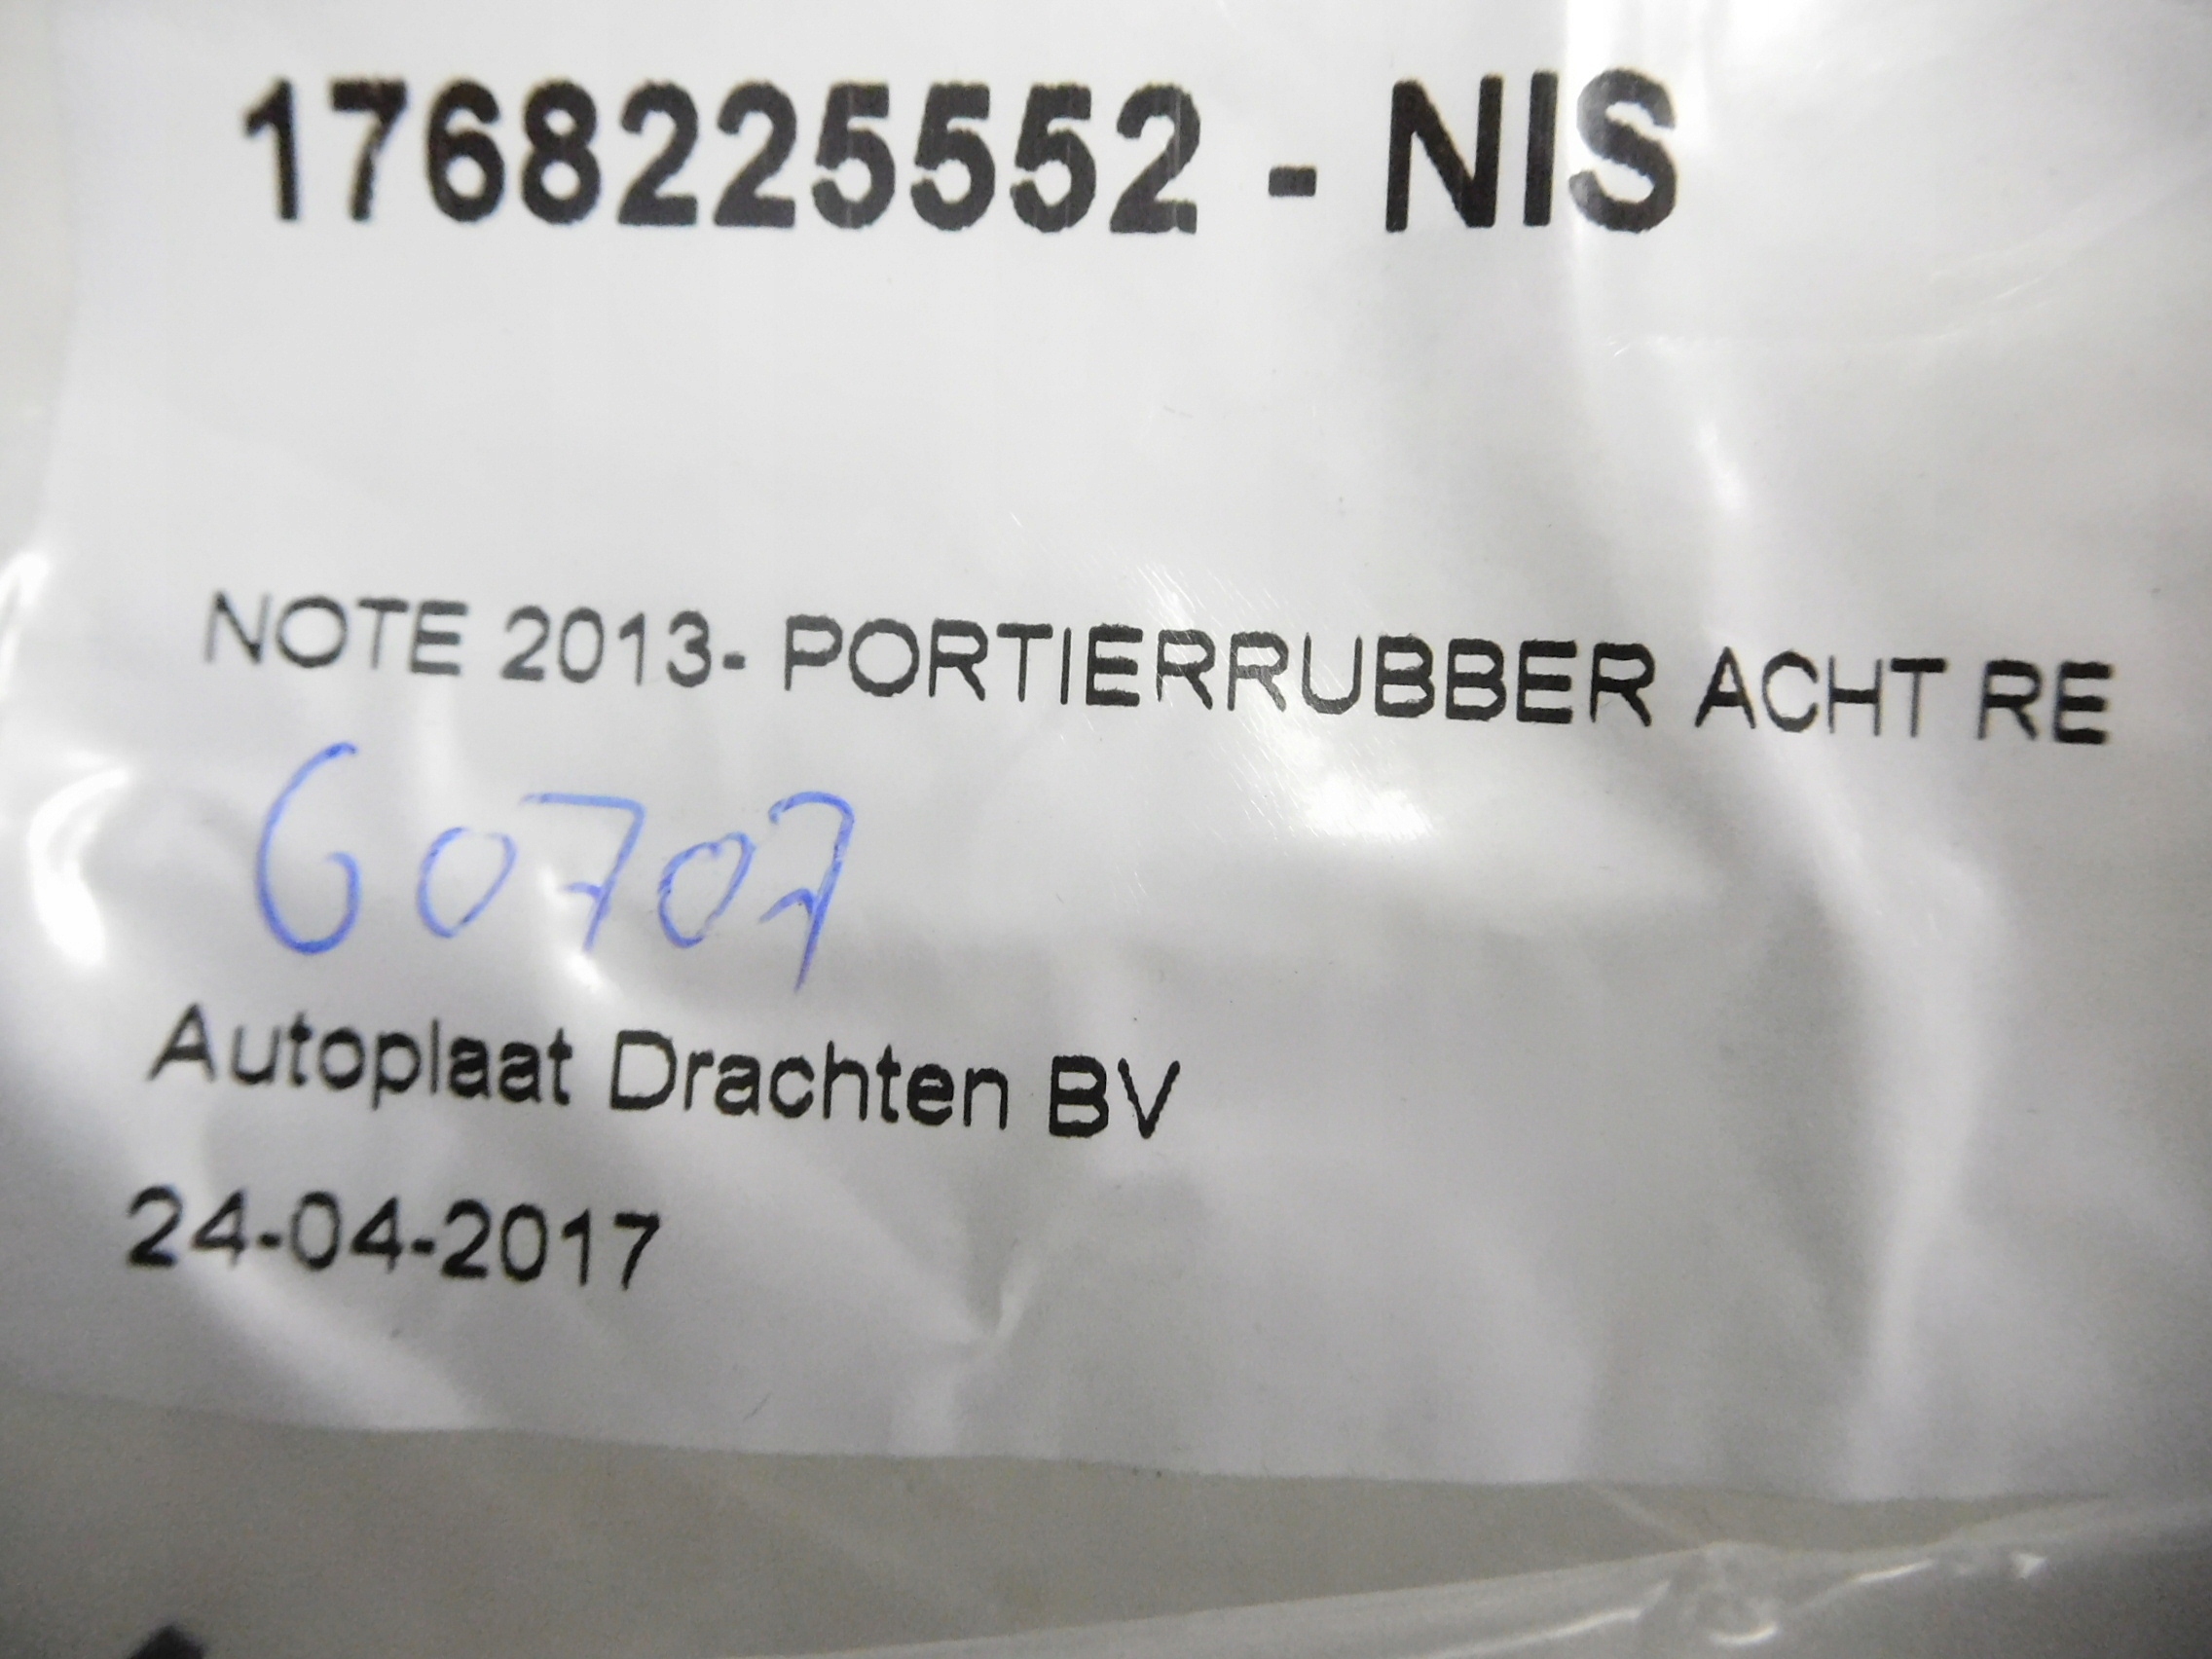 1768225552 - NIS
NOTE 2013- PORTIERRUBBER ACHT RE
60707
Autoplaat Drachten BV
24-04-2017